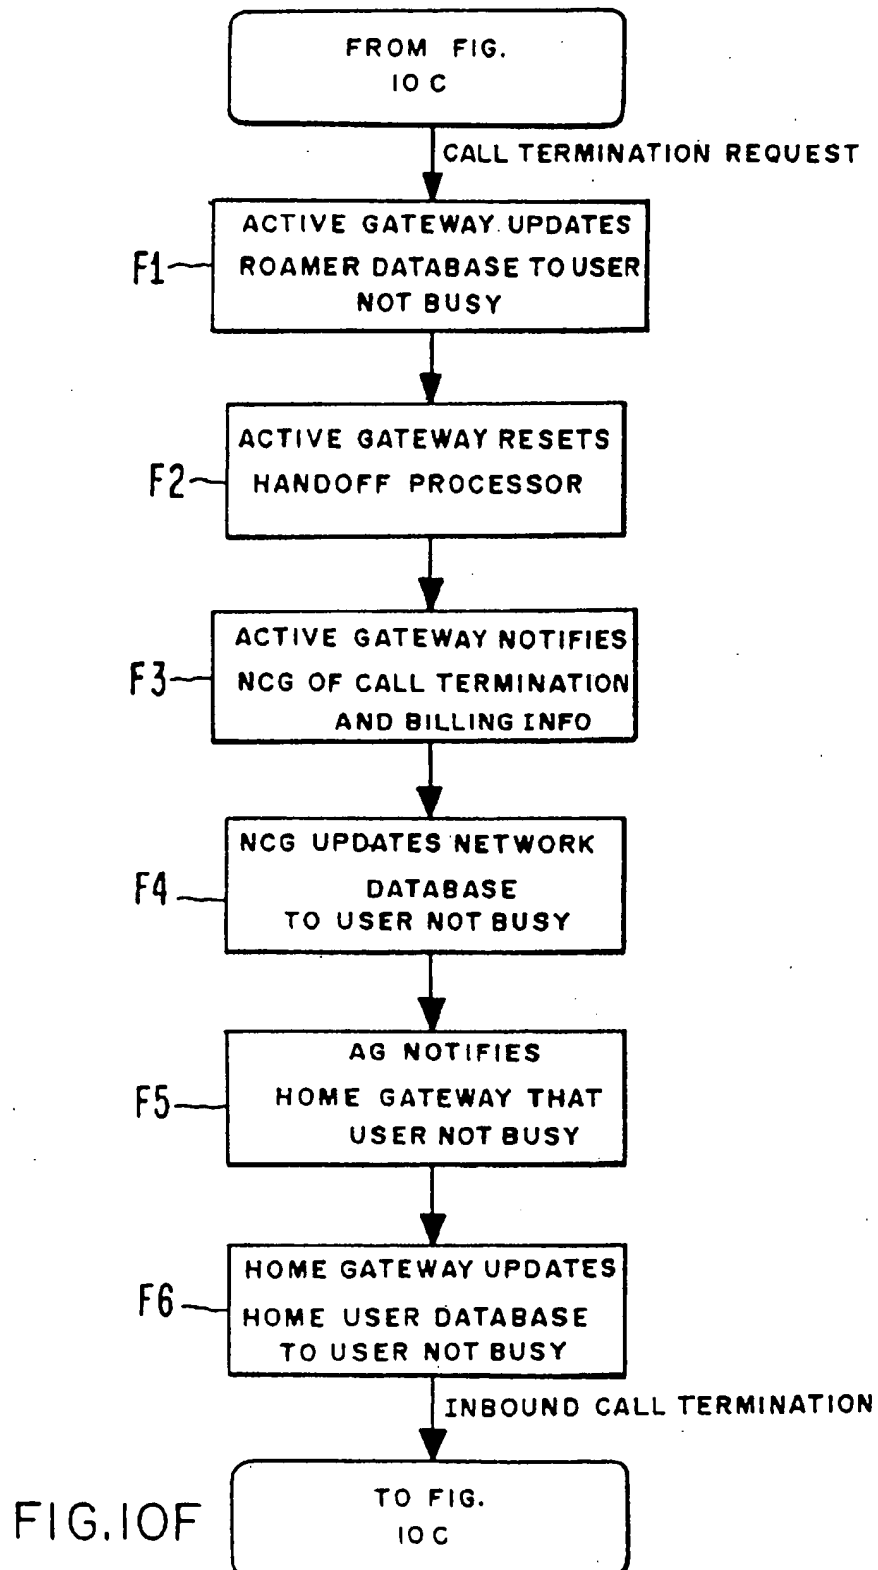 FROM FIG.
10 C
CALL TERMINATION REQUEST
ACTIVE GATEWAY UPDATES
F1
ROAMER DATABASE TO USER
NOT BUSY
ACTIVE GATEWAY RESETS
F2
HANDOFF PROCESSOR
ACTIVE GATEWAY NOTIFIES
F3
NCG OF CALL TERMINATION
AND BILLING INFO
NCG UPDATES NETWORK
F4
DATABASE
TO USER NOT BUSY
AG NOTIFIES
F5
HOME GATEWAY THAT
USER NOT BUSY
HOME GATEWAY UPDATES
F6
HOME USER DATABASE
TO USER NOT BUSY
INBOUND CALL TERMINATION
TO FIG.
10 C
FIG.10F